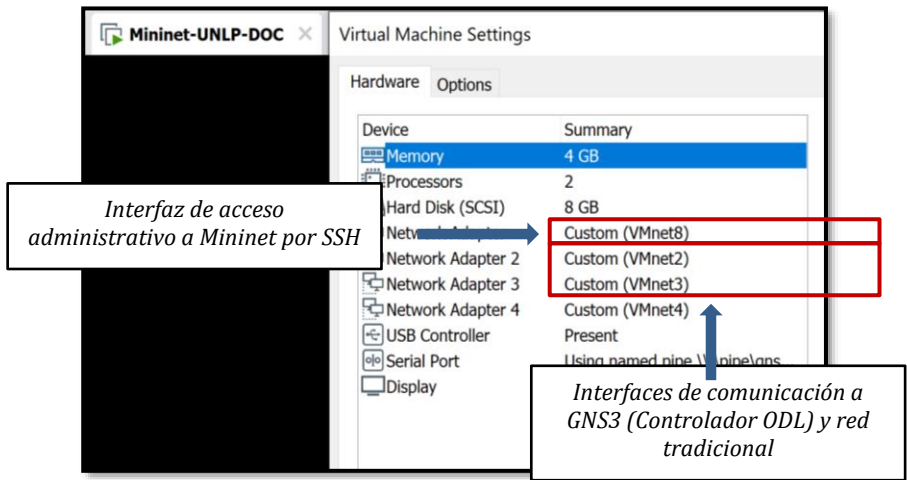 Mininet-UNLP-DOC
Virtual Machine Settings
Hardware Options
Device Summary
Memory 4 GB
Processors 2
Hard Disk (SCSI) 8 GB
Custom (VMnet8)
Network Adapter 2 Custom (VMnet2)
Network Adapter 3 Custom (VMnet3)
Network Adapter 4 Custom (VMnet4)
USB Controller Present
Serial Port Using named pipe
Display
Interfaz de acceso
administrativo a Mininet por SSH
Interfaces de comunicación a
GNS3 (Controlador ODL) y red
tradicional